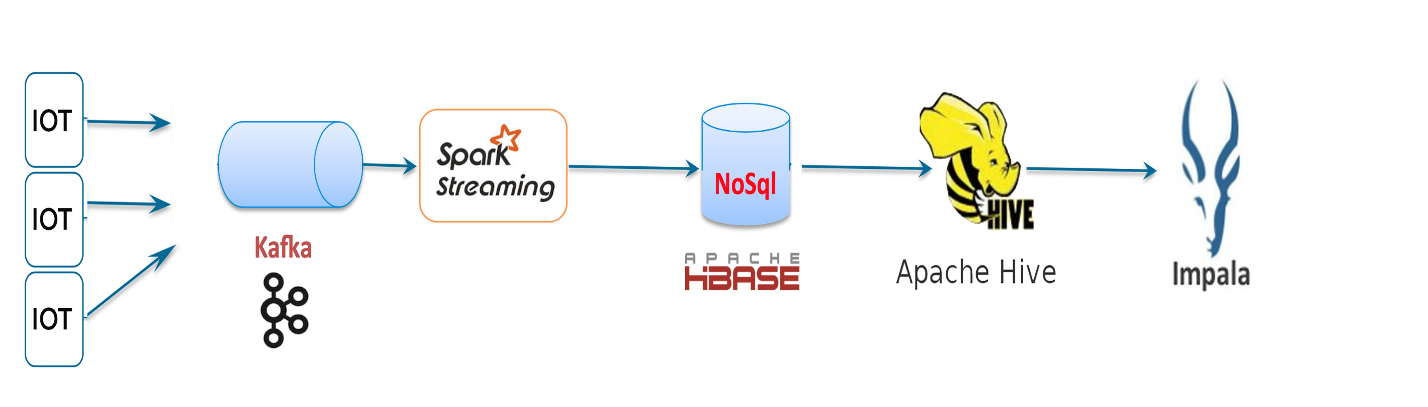 IOT
IOT
IOT
Kafka
Spark
Streaming
NoSql
APACHE
HBASE
HIVE
Apache Hive
Impala